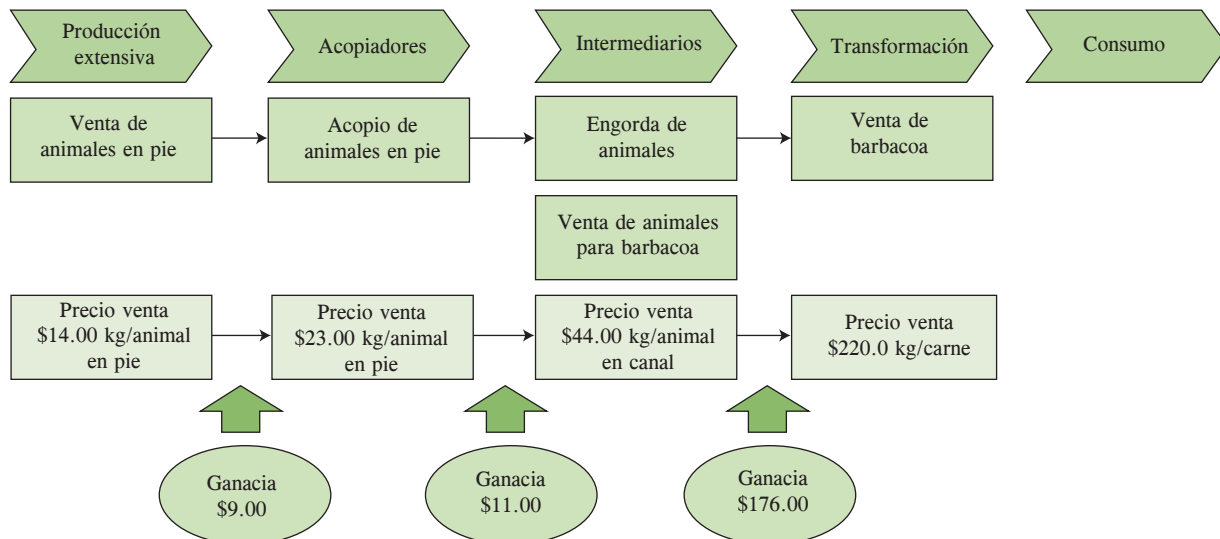 Producción
extensiva
Acopiadores
Intermediarios
Transformación
Consumo
Venta de
animales en pie
Acopio de
animales en pie
Engorda de
animales
Venta de
barbacoa
Venta de animales
para barbacoa
Precio venta
$14.00 kg/animal
en pie
Precio venta
$23.00 kg/animal
en pie
Precio venta
$44.00 kg/animal
en canal
Precio venta
$220.0 kg/carne
Ganacia
$9.00
Ganacia
$11.00
Ganacia
$176.00